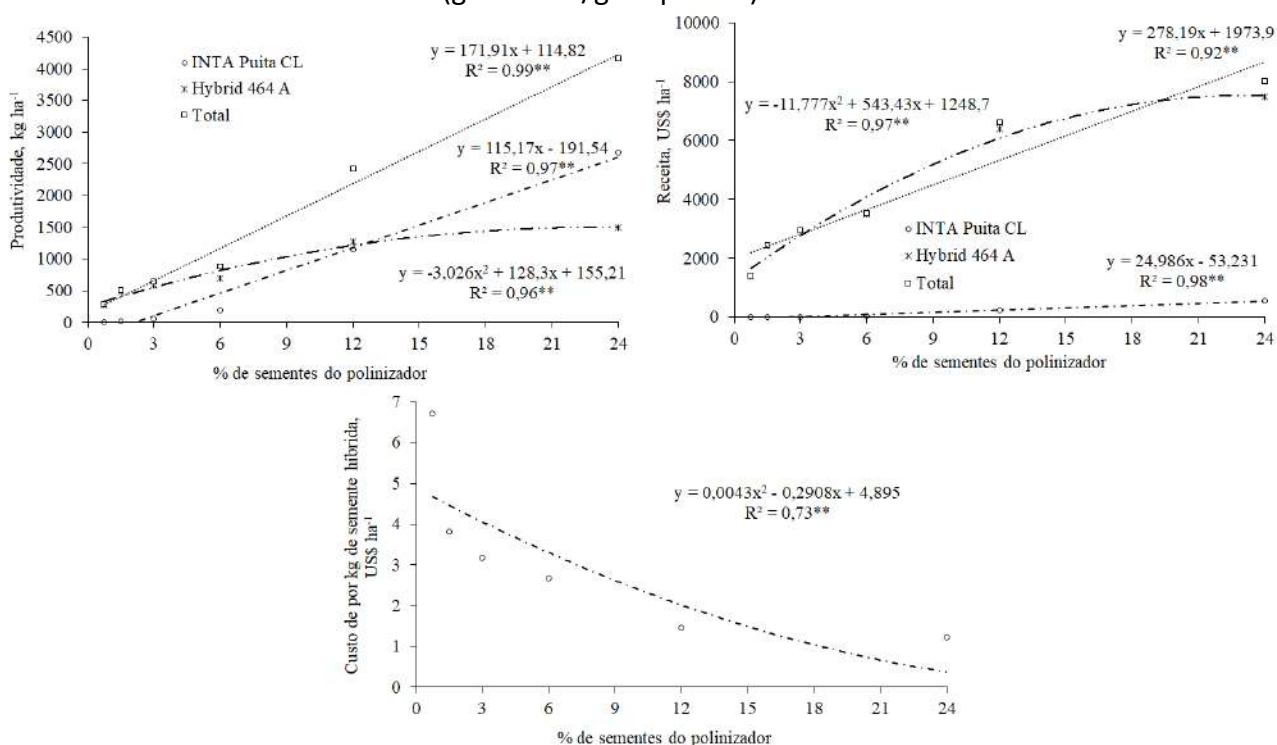 4500
4000
3500
3000
2500
2000
1500
1000
500
0
Produtividade, kg ha⁻¹
INTA Puita CL
Hybrid 464 A
Total
y = 171,91x + 114,82
R² = 0.99**
y = 115,17x - 191,54
R² = 0,97**
y = -3,026x² + 128,3x + 155,21
R² = 0,96**
0 3 6 9 12 15 18 21 24
% de sementes do polinizador
10000
8000
6000
4000
2000
0
Receita, US$ ha⁻¹
y = 278,19x + 1973,9
R² = 0,92**
y = -11,777x² + 543,43x + 1248,7
R² = 0,97**
INTA Puita CL
Hybrid 464 A
Total
y = 24,986x - 53,231
R² = 0,98**
0 3 6 9 12 15 18 21 24
% de sementes do polinizador
7
6
5
4
3
2
1
0
Custo de por kg de semente híbrida,
US$ ha⁻¹
y = 0,0043x² - 0,2908x + 4,895
R² = 0,73**
0 3 6 9 12 15 18 21 24
% de sementes do polinizador